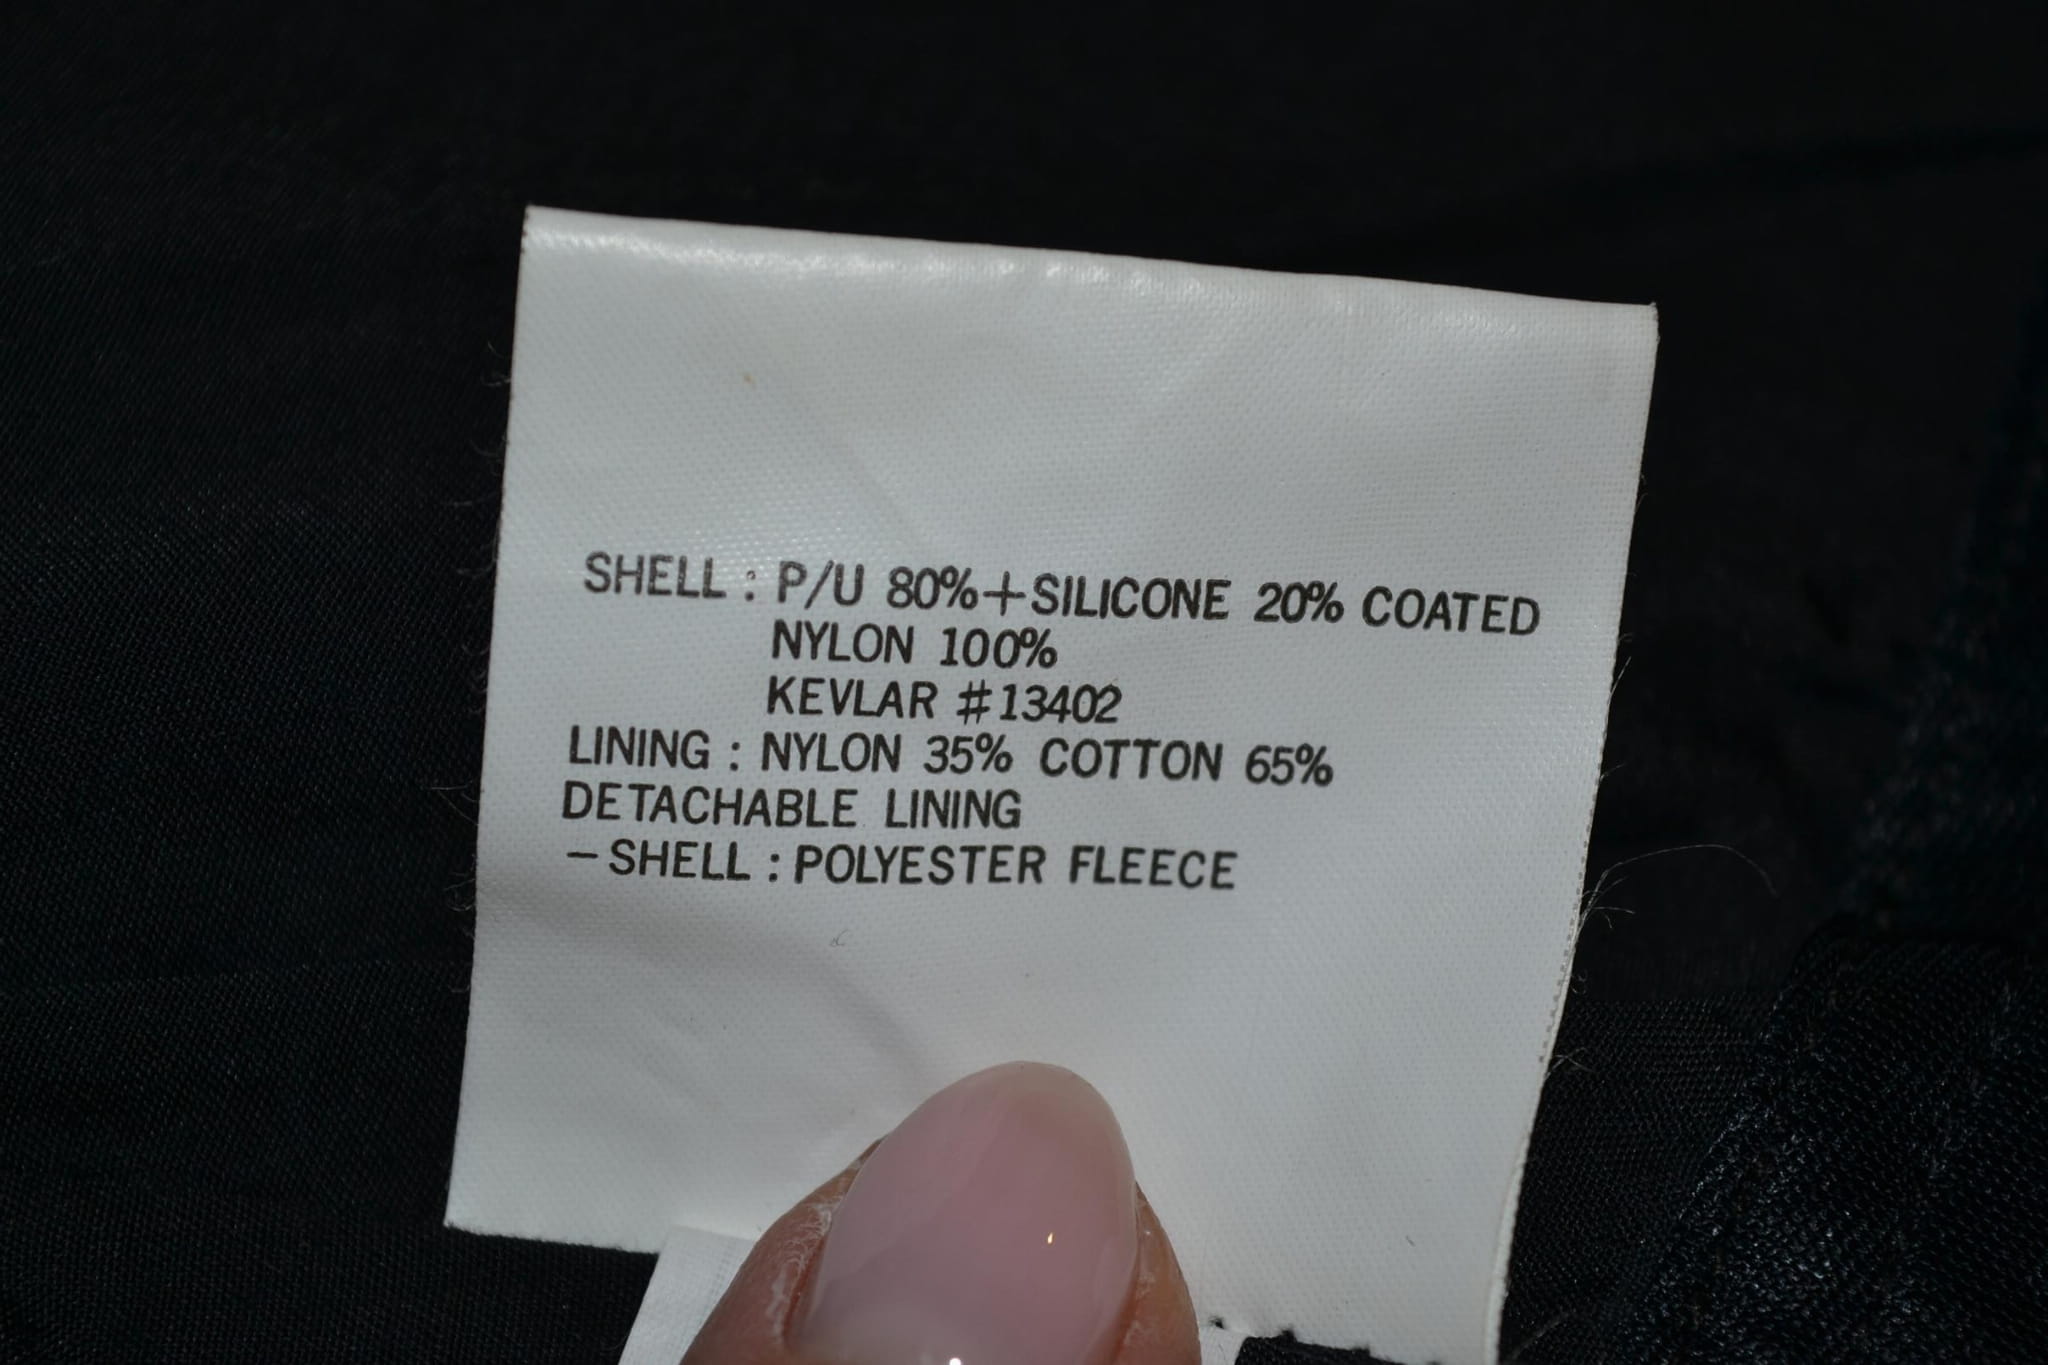 SHELL : P/U 80%+SILICONE 20% COATED
NYLON 100%
KEVLAR #13402
LINING : NYLON 35% COTTON 65%
DETACHABLE LINING
– SHELL : POLYESTER FLEECE